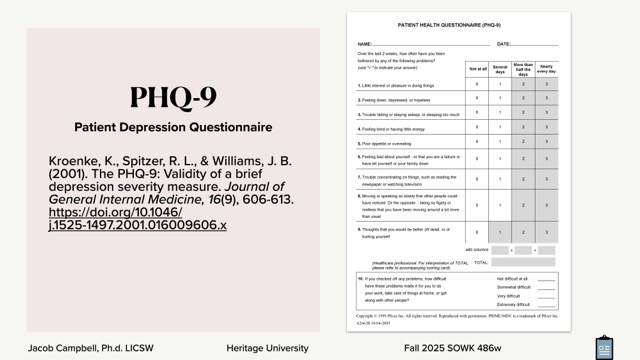 PHQ-9
Patient Depression Questionnaire
Kroenke, K., Spitzer, R. L., & Williams, J. B.
(2001). The PHQ-9: Validity of a brief
depression severity measure. Journal of
General Internal Medicine, 16(9), 606-613.
https://doi.org/10.1046/
j.1525-1497.2001.016009606.x
PATIENT HEALTH QUESTIONNAIRE (PHQ-9)
NAME: DATE:
Over the last 2 weeks, how often have you been
bothered by any of the following problems?
(use "✓" to indicate your answer)
Not at all
Several
days
More than
half the
days
Nearly
every day
1. Little interest or pleasure in doing things 0 1 2 3
2. Feeling down, depressed, or hopeless 0 1 2 3
3. Trouble falling or staying asleep, or sleeping too much 0 1 2 3
4. Feeling tired or having little energy 0 1 2 3
5. Poor appetite or overeating 0 1 2 3
6. Feeling bad about yourself - or that you are a failure or
have let yourself or your family down 0 1 2 3
7. Trouble concentrating on things, such as reading the
newspaper or watching television 0 1 2 3
8. Moving or speaking so slowly that other people could
have noticed. Or the opposite - being so figety or
restless that you have been moving around a lot more
than usual 0 1 2 3
9. Thoughts that you would be better off dead, or of
hurting yourself 0 1 2 3
add columns + +
(Healthcare professional: For interpretation of TOTAL, TOTAL:
please refer to accompanying scoring card).
10. If you checked off any problems, how difficult
have these problems made it for you to do
your work, take care of things at home, or get
along with other people?
Not difficult at all
Somewhat difficult
Very difficult
Extremely difficult
Copyright © 1999 Pfizer Inc. All rights reserved. Reproduced with permission. PRIME-MD© is a trademark of Pfizer Inc.
A2663B 10-04-2005
Jacob Campbell, Ph.d. LICSW Heritage University Fall 2025 SOWK 486w